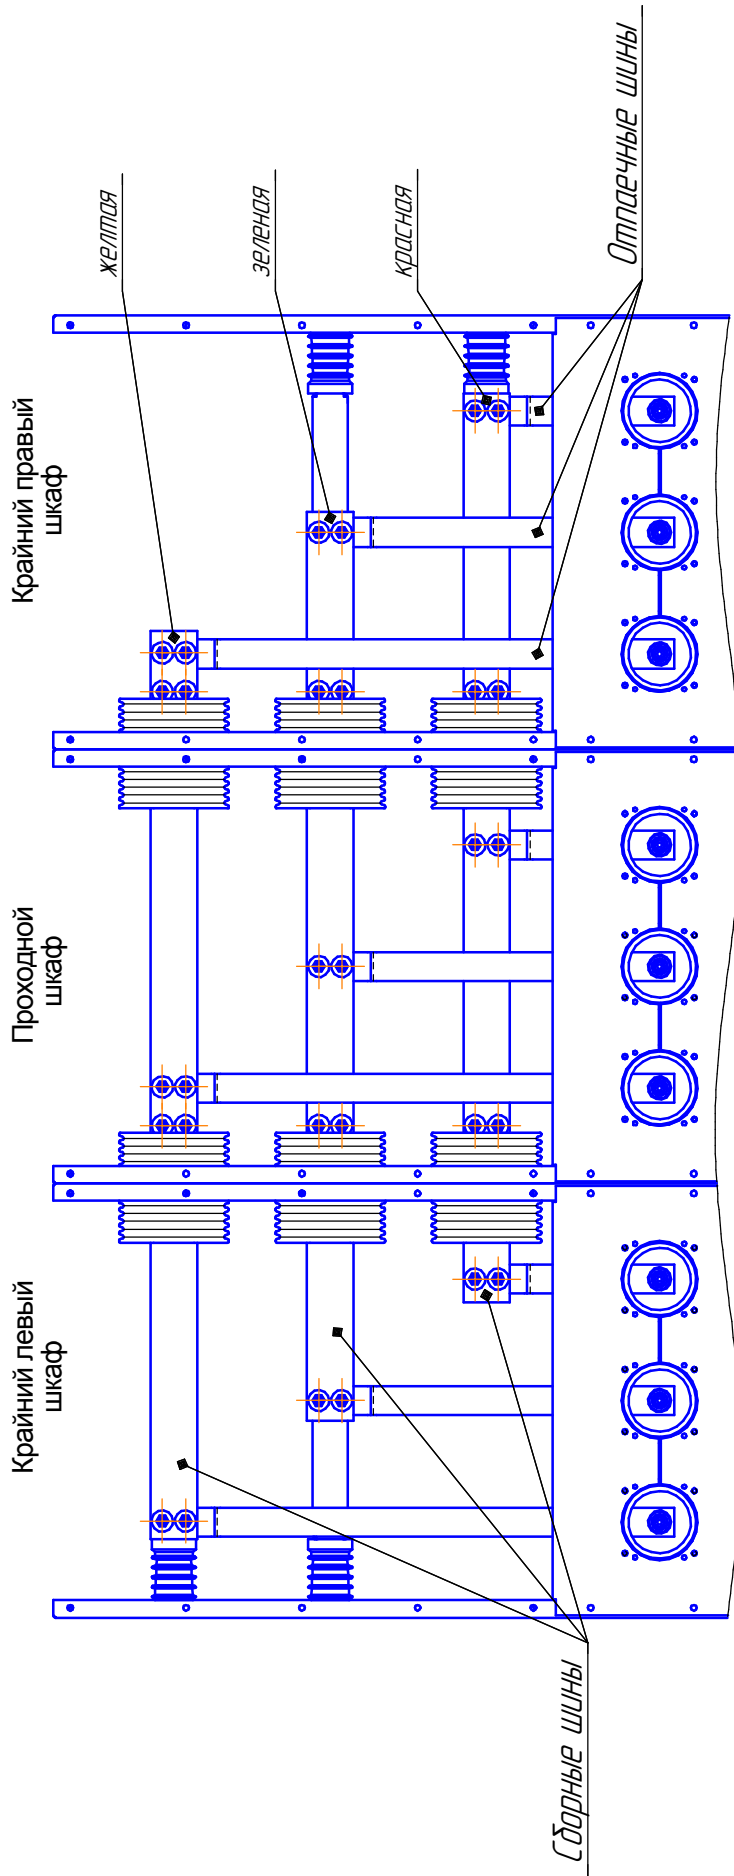 Крайний левый
шкаф
Проходной
шкаф
Крайний правый
шкаф
желтая
зеленая
красная
Отпаечные шины
Сборные шины